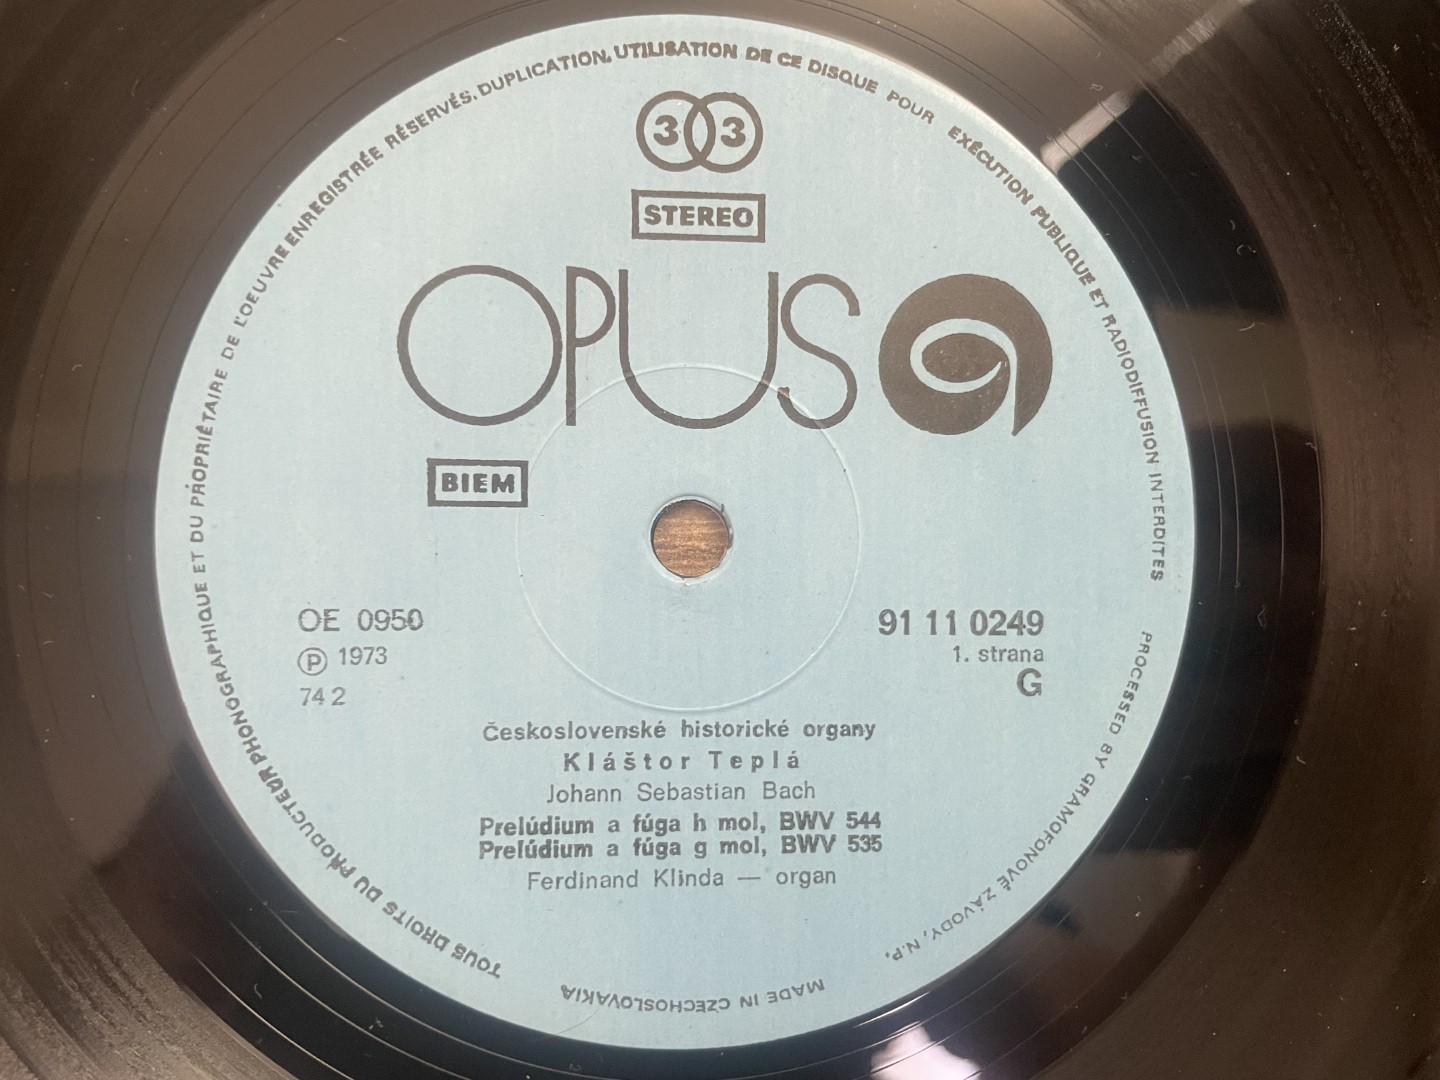 TOUS DROITS DU PRODUCTEUR PHONOGRAPHIQUE ET DU PROPRIÉTAIRE DE L'OEUVRE ENREGISTRÉE RÉSERVÉS. DUPLICATION, UTILISATION DE CE DISQUE POUR EXÉCUTION PUBLIQUE ET RADIODIFFUSION INTERDITES
33
STEREO
OPUS
BIEM
OE 0950
Ⓟ 1973
74 2
91 11 0249
1. strana
G
Československé historické organy
Kláštor Teplá
Johann Sebastian Bach
Prelúdium a fúga h mol, BWV 544
Prelúdium a fúga g mol, BWV 535
Ferdinand Klinda — organ
PROCESSED BY GRAMOFONOVÉ ZÁVODY, N.P.
MADE IN CZECHOSLOVAKIA